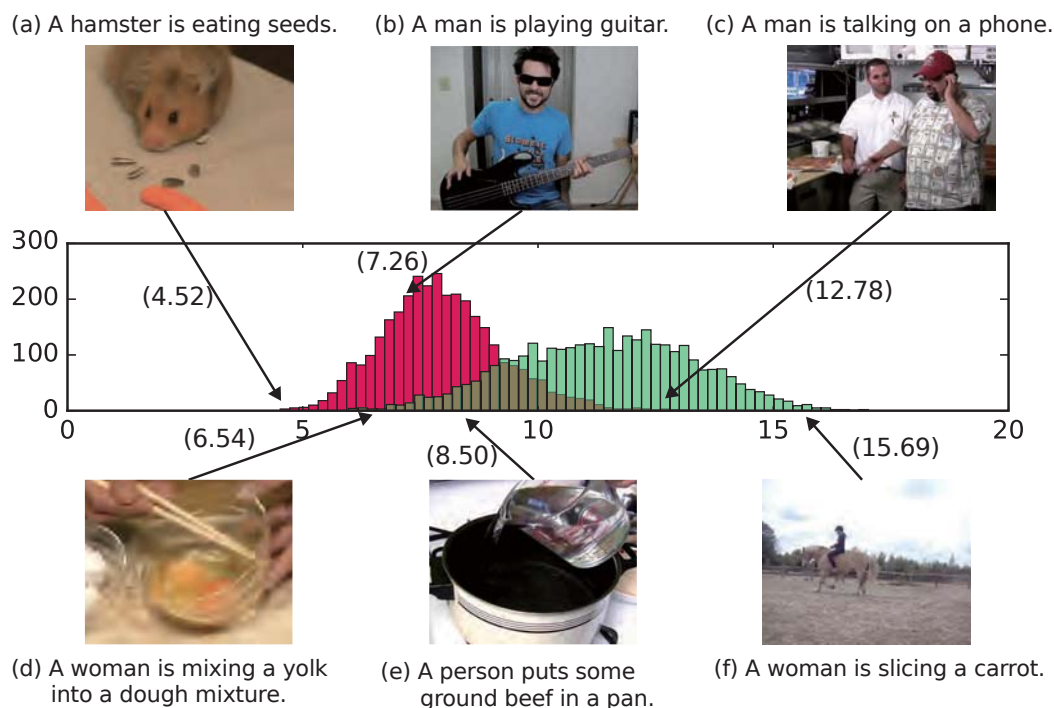 (a) A hamster is eating seeds.
(b) A man is playing guitar.
(c) A man is talking on a phone.
300
200
100
0
(4.52)
(7.26)
(12.78)
0
5
10
15
20
(6.54)
(8.50)
(15.69)
(d) A woman is mixing a yolk
into a dough mixture.
(e) A person puts some
ground beef in a pan.
(f) A woman is slicing a carrot.